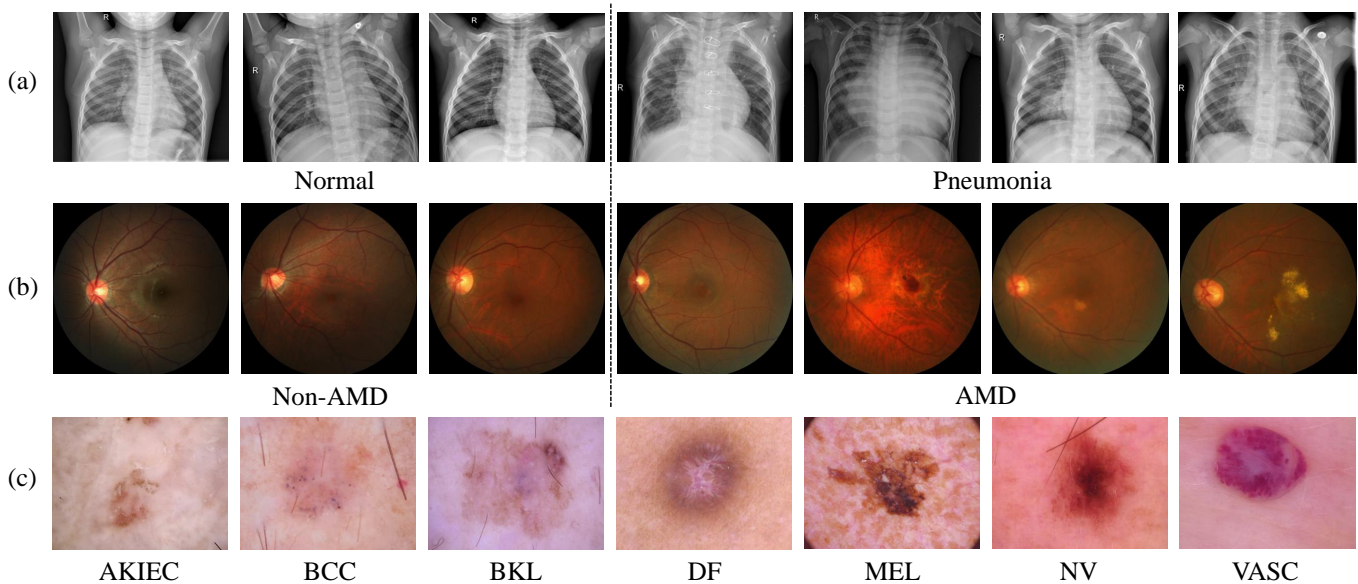 R R R R R R R
(a)
Normal Pneumonia
(b)
Non-AMD AMD
(c)
AKIEC BCC BKL DF MEL NV VASC